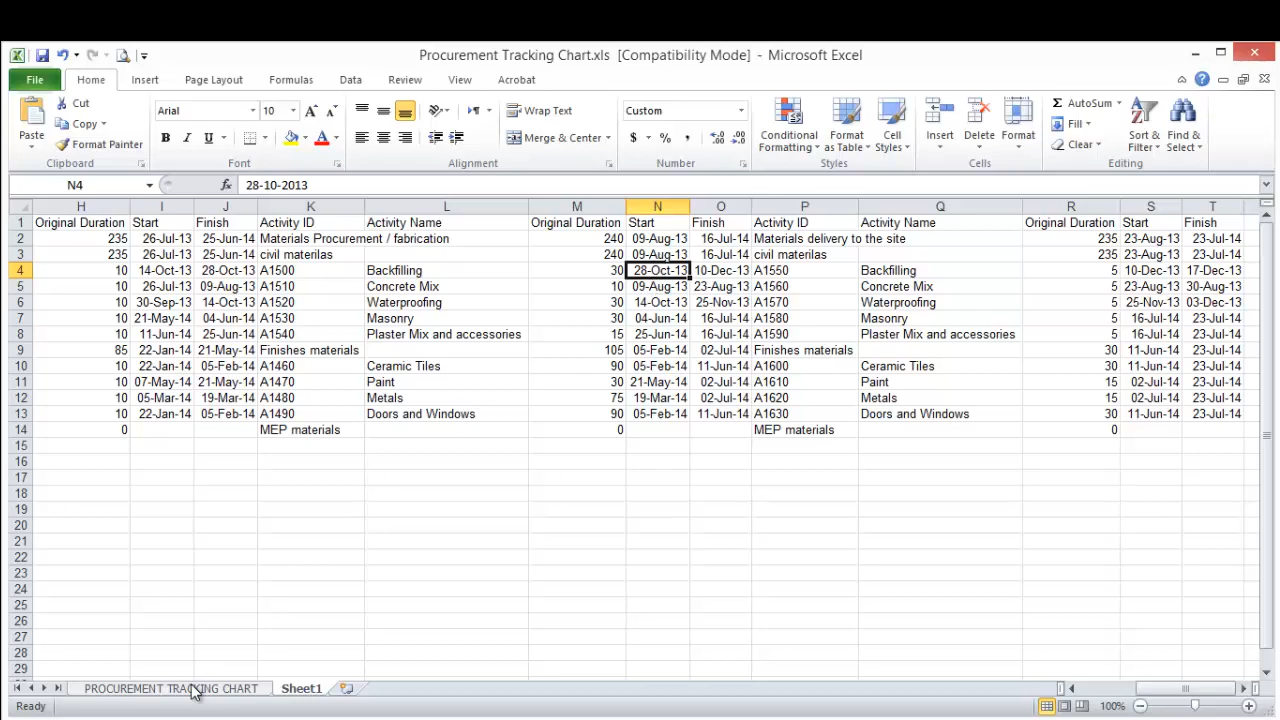 Procurement Tracking Chart.xls [Compatibility Mode] - Microsoft Excel
File Home Insert Page Layout Formulas Data Review View Acrobat
Cut
Copy
Format Painter
Paste
Clipboard
Arial 10
B I U
Font
Wrap Text
Merge & Center
Alignment
Custom
$ % ,
Number
Conditional Formatting
Format as Table
Cell Styles
Styles
Insert Delete Format
Cells
Σ AutoSum
Fill
Clear
Sort & Filter
Find & Select
Editing
N4 fx 28-10-2013
H I J K L M N O P Q R S T
1 Original Duration Start Finish Activity ID Activity Name Original Duration Start Finish Activity ID Activity Name Original Duration Start Finish
2 235 26-Jul-13 25-Jun-14 Materials Procurement / fabrication 240 09-Aug-13 16-Jul-14 Materials delivery to the site 235 23-Aug-13 23-Jul-14
3 235 26-Jul-13 25-Jun-14 civil materilas 240 09-Aug-13 16-Jul-14 civil materilas 235 23-Aug-13 23-Jul-14
4 10 14-Oct-13 28-Oct-13 A1500 Backfilling 30 28-Oct-13 10-Dec-13 A1550 Backfilling 5 10-Dec-13 17-Dec-13
5 10 26-Jul-13 09-Aug-13 A1510 Concrete Mix 10 09-Aug-13 23-Aug-13 A1560 Concrete Mix 5 23-Aug-13 30-Aug-13
6 10 30-Sep-13 14-Oct-13 A1520 Waterproofing 30 14-Oct-13 25-Nov-13 A1570 Waterproofing 5 25-Nov-13 03-Dec-13
7 10 21-May-14 04-Jun-14 A1530 Masonry 30 04-Jun-14 16-Jul-14 A1580 Masonry 5 16-Jul-14 23-Jul-14
8 10 11-Jun-14 25-Jun-14 A1540 Plaster Mix and accessories 15 25-Jun-14 16-Jul-14 A1590 Plaster Mix and accessories 5 16-Jul-14 23-Jul-14
9 85 22-Jan-14 21-May-14 Finishes materials 105 05-Feb-14 02-Jul-14 Finishes materials 30 11-Jun-14 23-Jul-14
10 10 22-Jan-14 05-Feb-14 A1460 Ceramic Tiles 90 05-Feb-14 11-Jun-14 A1600 Ceramic Tiles 30 11-Jun-14 23-Jul-14
11 10 07-May-14 21-May-14 A1470 Paint 30 21-May-14 02-Jul-14 A1610 Paint 15 02-Jul-14 23-Jul-14
12 10 05-Mar-14 19-Mar-14 A1480 Metals 75 19-Mar-14 02-Jul-14 A1620 Metals 15 02-Jul-14 23-Jul-14
13 10 22-Jan-14 05-Feb-14 A1490 Doors and Windows 90 05-Feb-14 11-Jun-14 A1630 Doors and Windows 30 11-Jun-14 23-Jul-14
14 0 MEP materials 0 MEP materials 0
15
16
17
18
19
20
21
22
23
24
25
26
27
28
29
PROCUREMENT TRACKING CHART Sheet1
Ready 100%